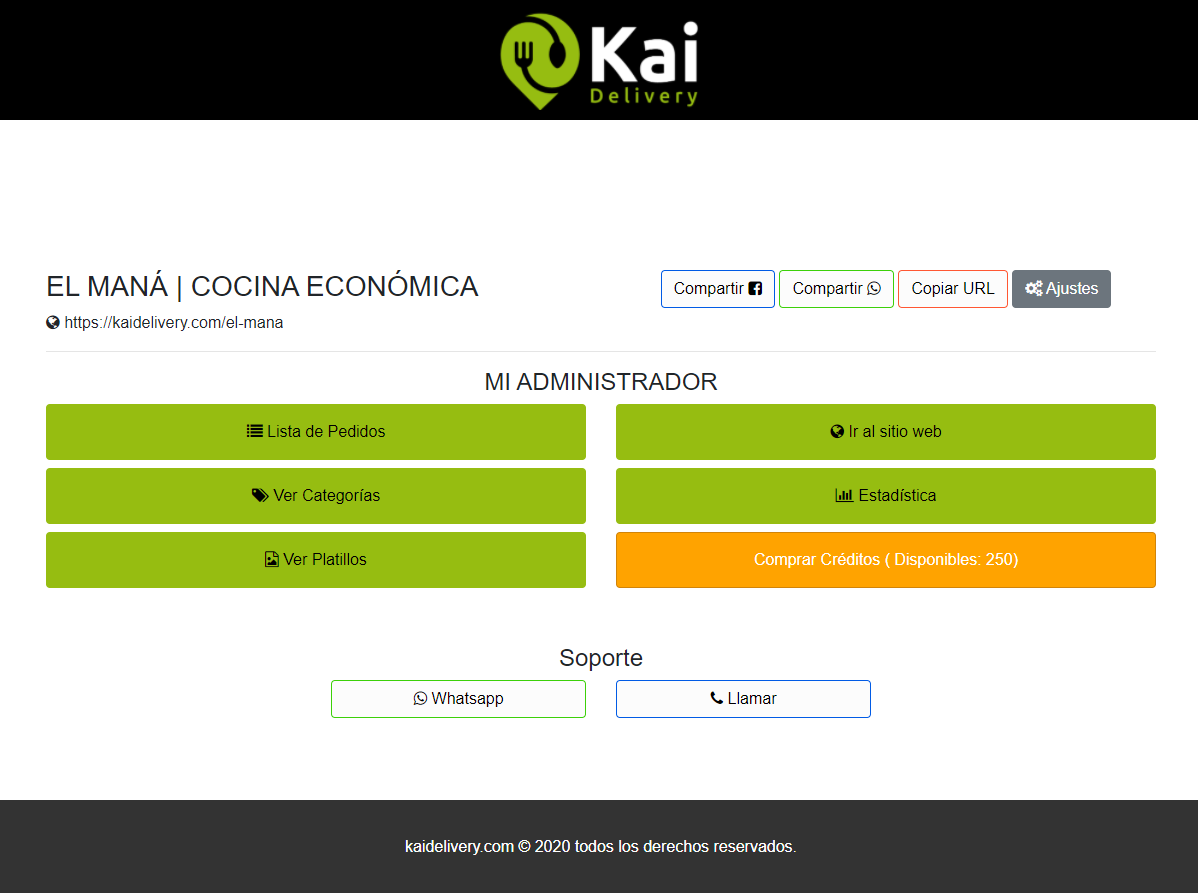 Kai
Delivery
EL MANÁ | COCINA ECONÓMICA
Compartir
Compartir
Copiar URL
Ajustes
https://kaidelivery.com/el-mana
MI ADMINISTRADOR
Lista de Pedidos
Ir al sitio web
Ver Categorías
Estadística
Ver Platillos
Comprar Créditos ( Disponibles: 250)
Soporte
Whatsapp
Llamar
kaidelivery.com © 2020 todos los derechos reservados.